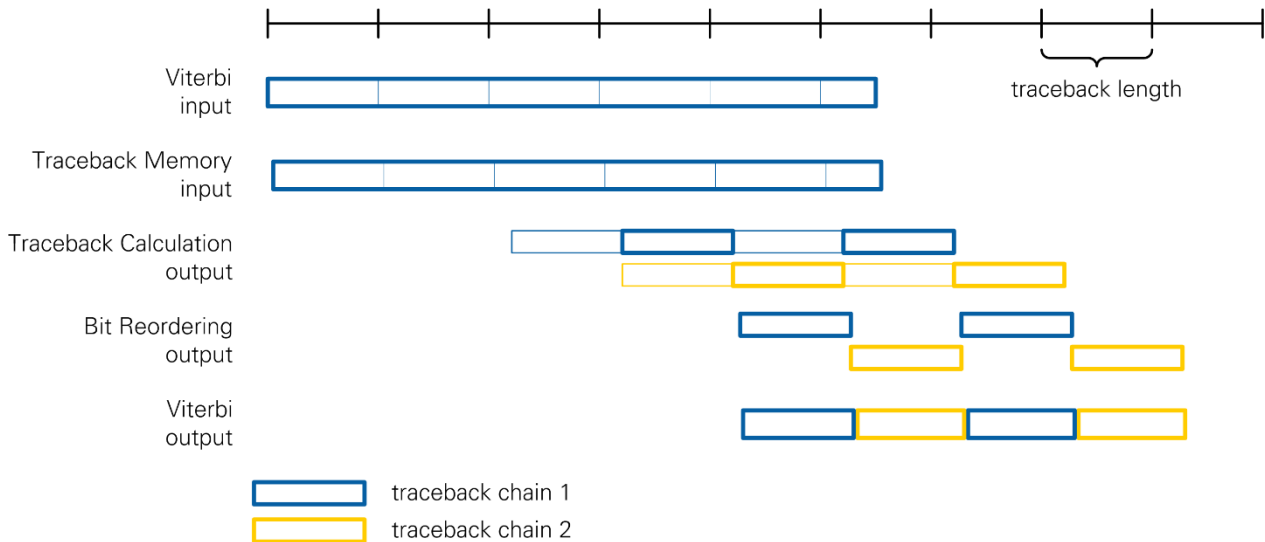 Viterbi
input
traceback length
Traceback Memory
input
Traceback Calculation
output
Bit Reordering
output
Viterbi
output
traceback chain 1
traceback chain 2